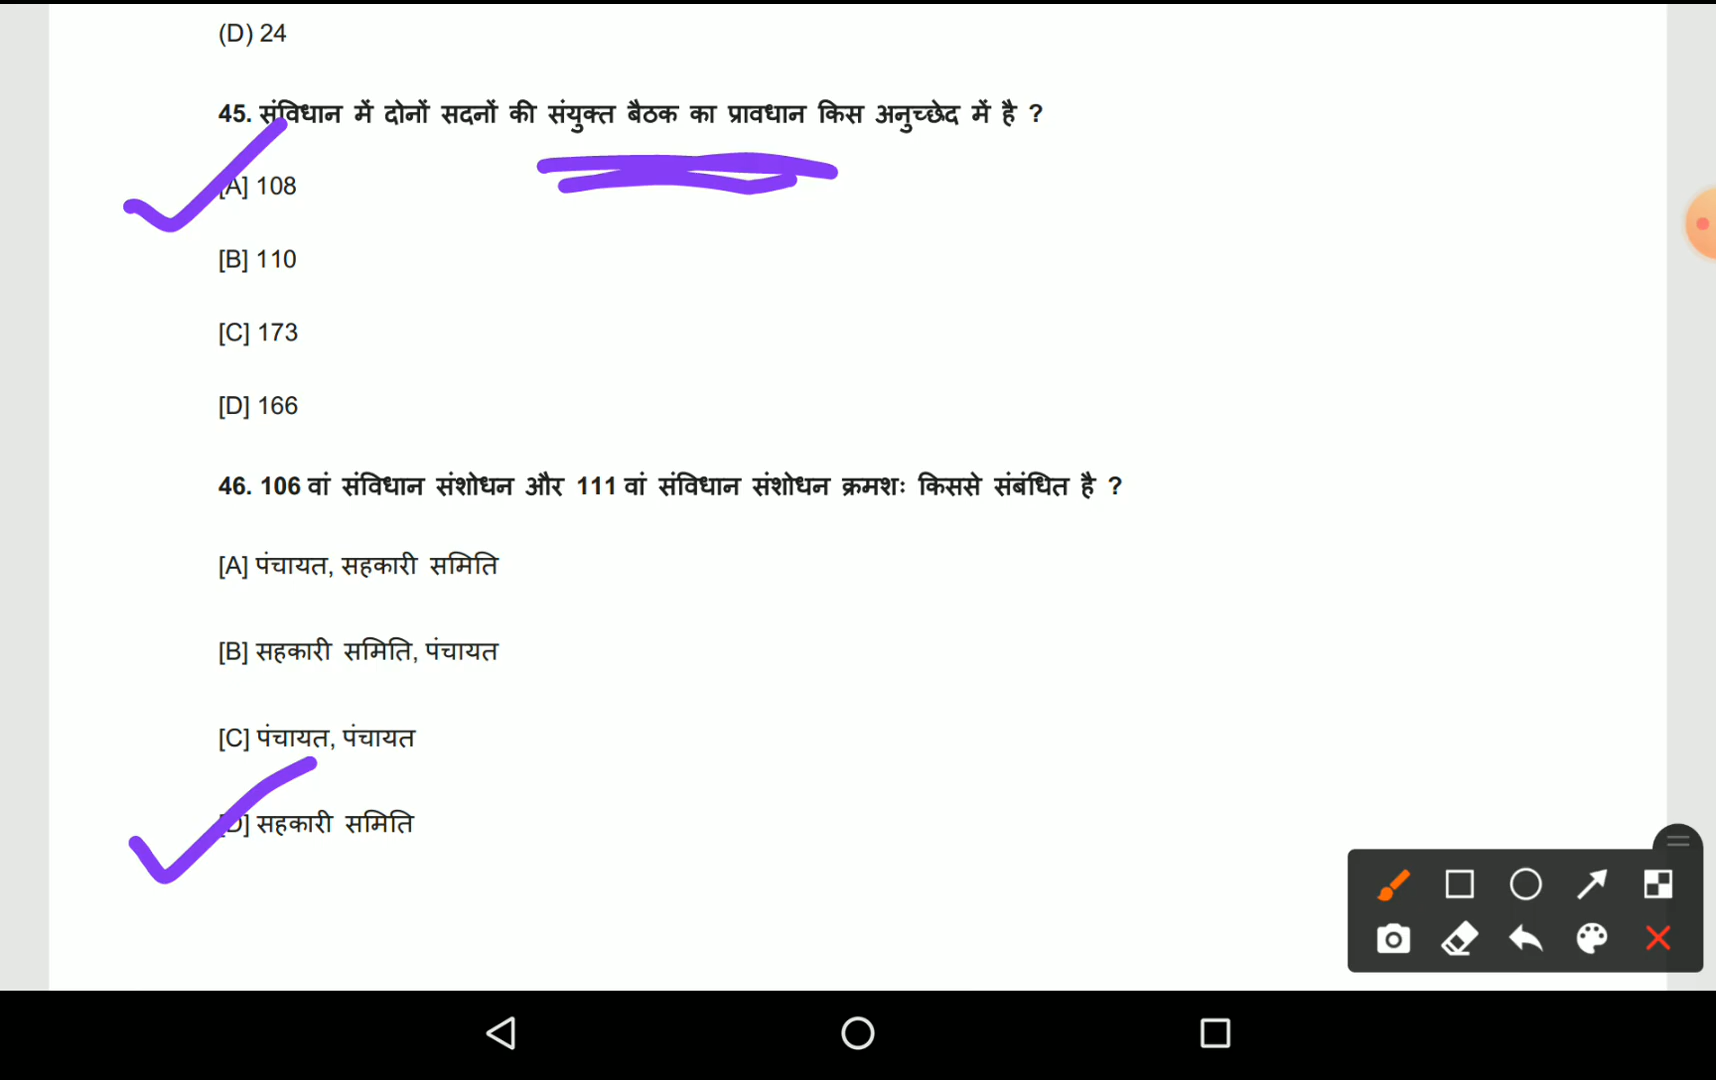 (D) 24
45. संविधान में दोनों सदनों की संयुक्त बैठक का प्रावधान किस अनुच्छेद में है ?
[A] 108
[B] 110
[C] 173
[D] 166
46. 106 वां संविधान संशोधन और 111 वां संविधान संशोधन क्रमशः किससे संबंधित है ?
[A] पंचायत, सहकारी समिति
[B] सहकारी समिति, पंचायत
[C] पंचायत, पंचायत
[D] सहकारी समिति